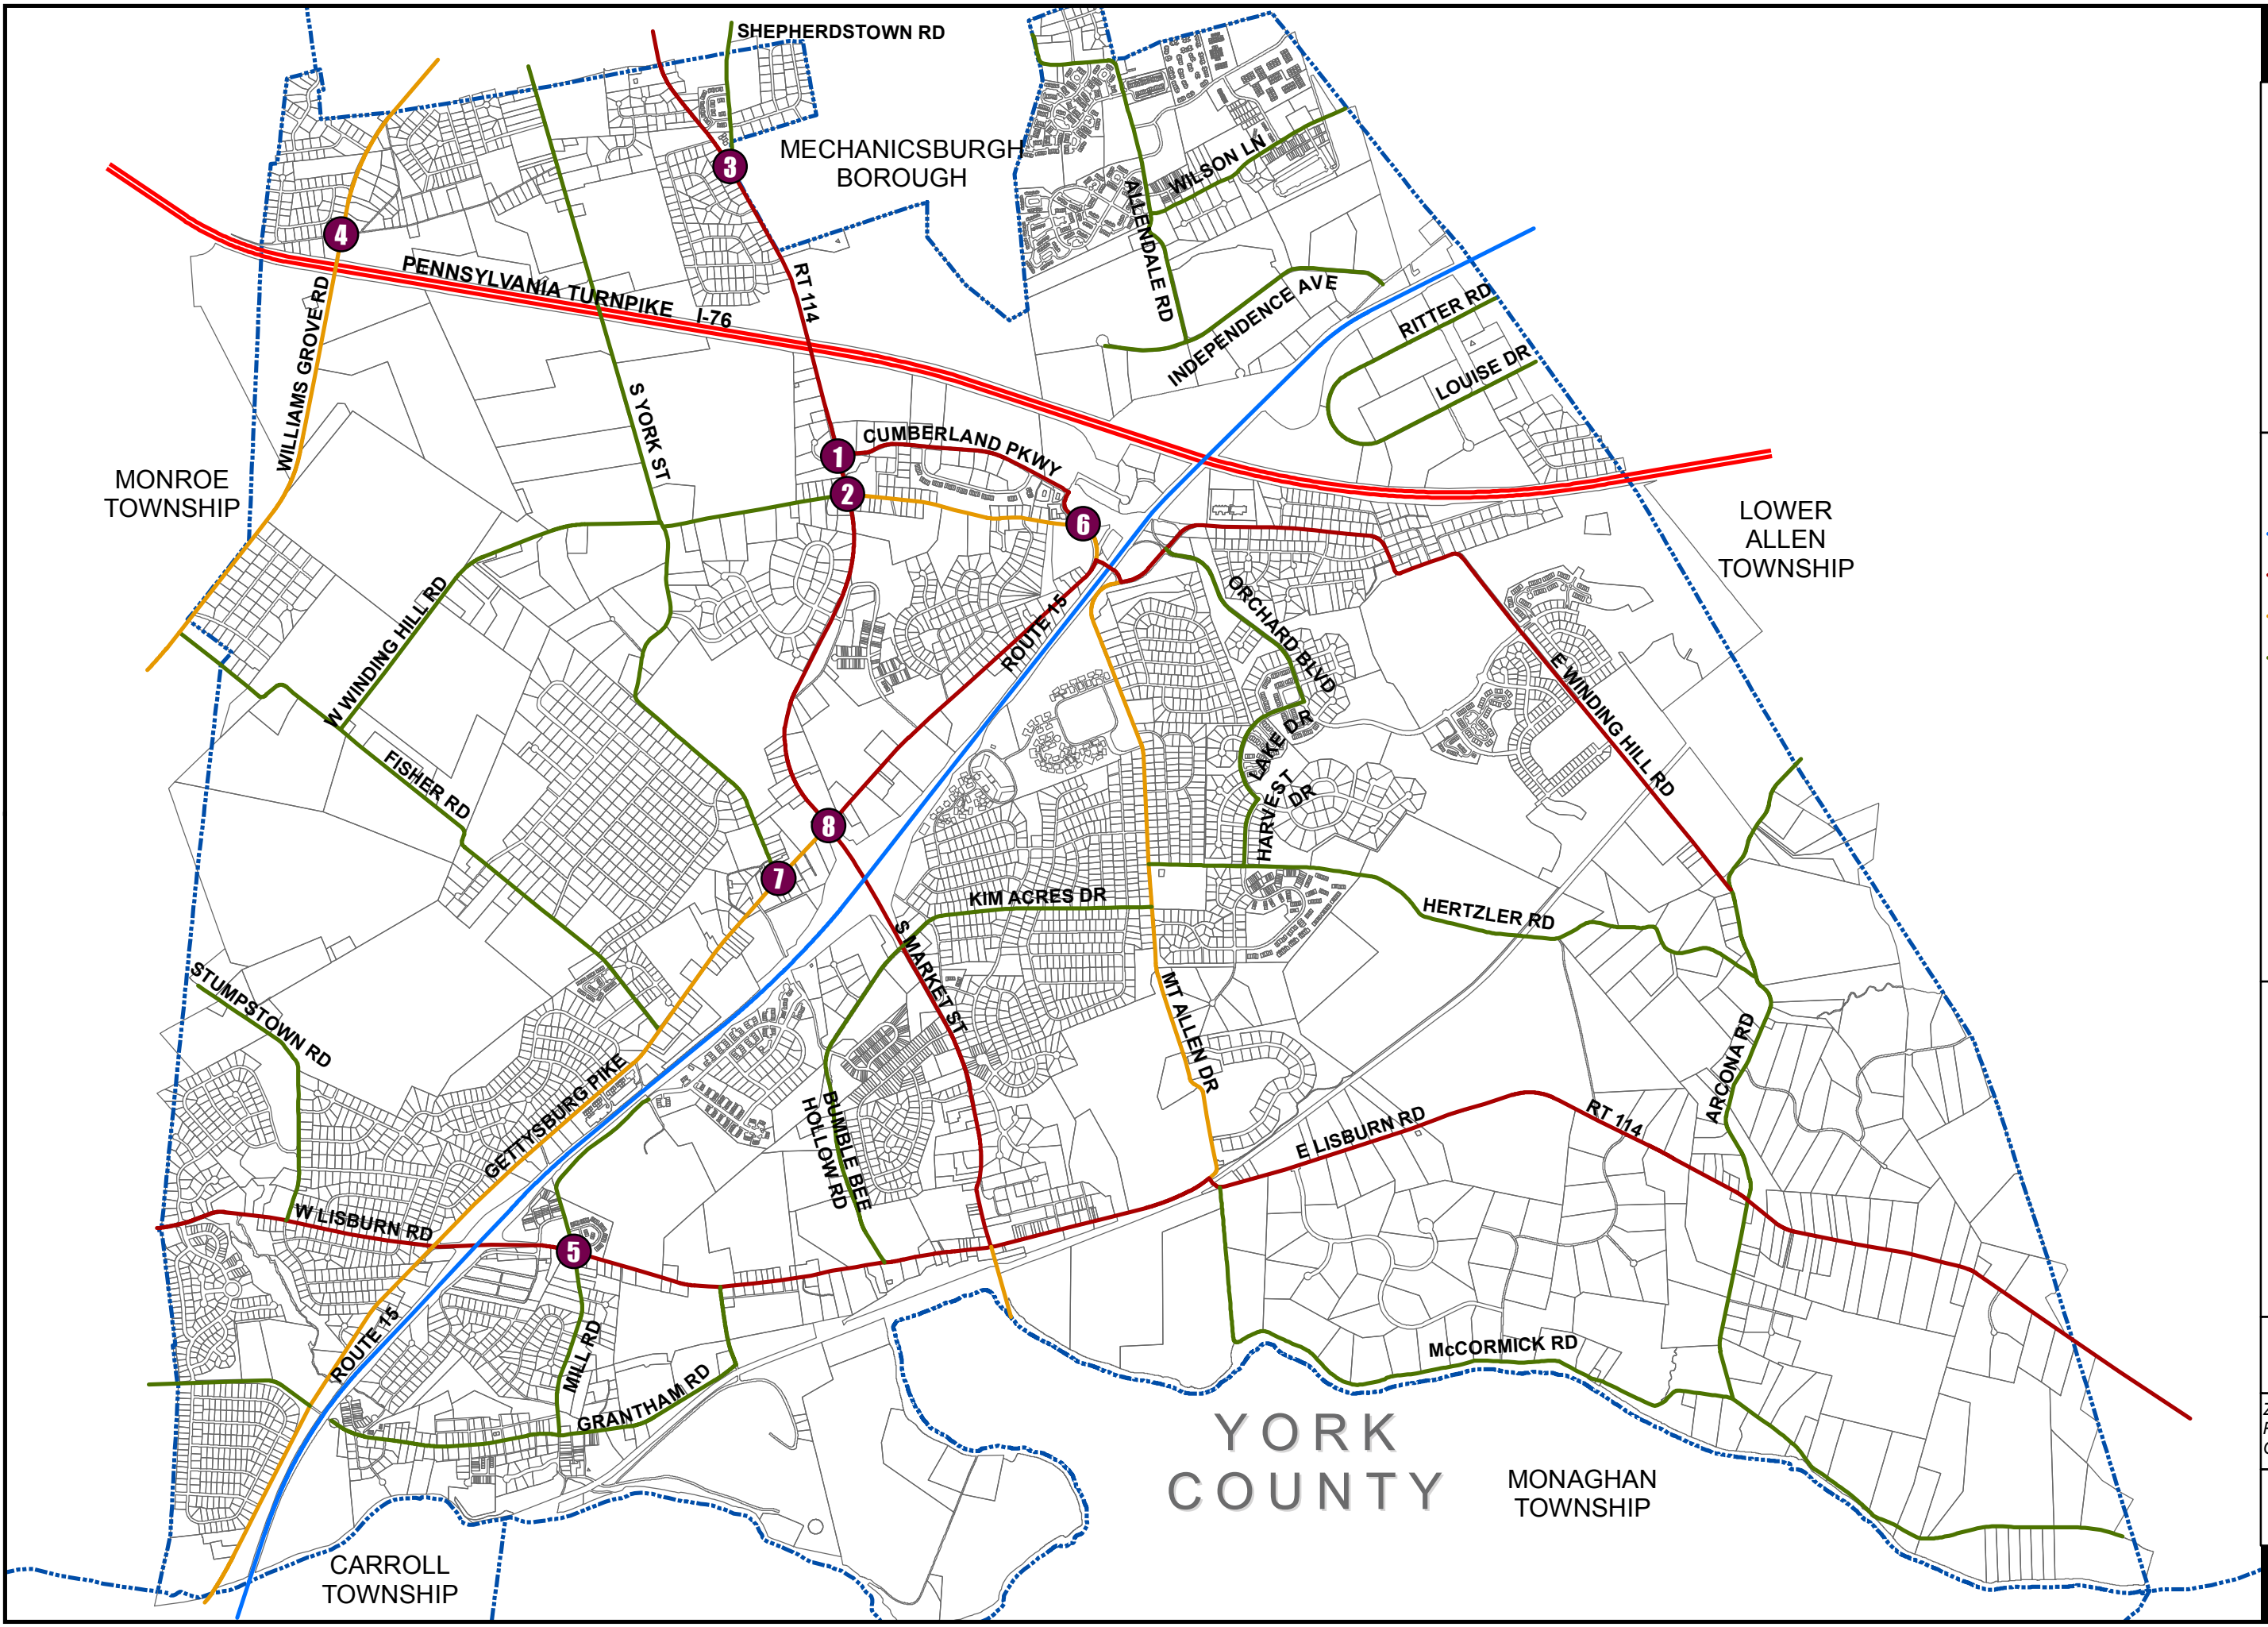 SHEPHERDSTOWN RD
MECHANICSBURGH
BOROUGH
3
WILSON LN
ALLENDALE RD
4
PENNSYLVANIA TURNPIKE I-76
RT 114
INDEPENDENCE AVE
RITTER RD
LOUISE DR
WILLIAMS GROVE RD
S YORK ST
1
CUMBERLAND PKWY
2
6
MONROE
TOWNSHIP
LOWER
ALLEN
TOWNSHIP
W WINDING HILL RD
ROUTE 15
ORCHARD BLVD
E WINDING HILL RD
LAKE DR
HARVEST
DR
FISHER RD
8
7
KIM ACRES DR
HERTZLER RD
S MARKET ST
STUMPSTOWN RD
MT ALLEN DR
ARCONA RD
GETTYSBURG PIKE
BUMBLE BEE
HOLLOW RD
E LISBURN RD
RT 114
W LISBURN RD
5
ROUTE 15
MILL RD
GRANTHAM RD
McCORMICK RD
YORK
COUNTY
MONAGHAN
TOWNSHIP
CARROLL
TOWNSHIP